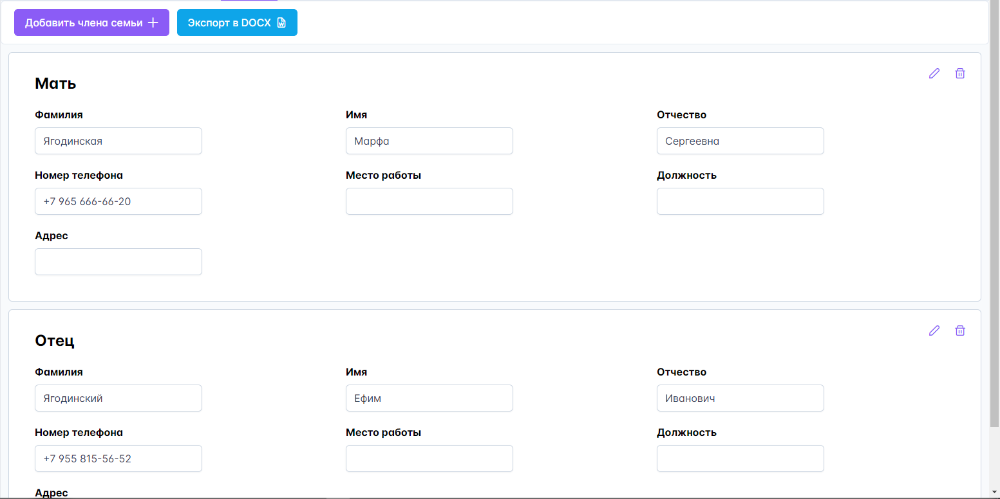 Добавить члена семьи Экспорт в DOCX
Мать
Фамилия Имя Отчество
Ягодинская Марфа Сергеевна
Номер телефона Место работы Должность
+7 965 666-66-20
Адрес
Отец
Фамилия Имя Отчество
Ягодинский Ефим Иванович
Номер телефона Место работы Должность
+7 955 815-56-52
Адрес